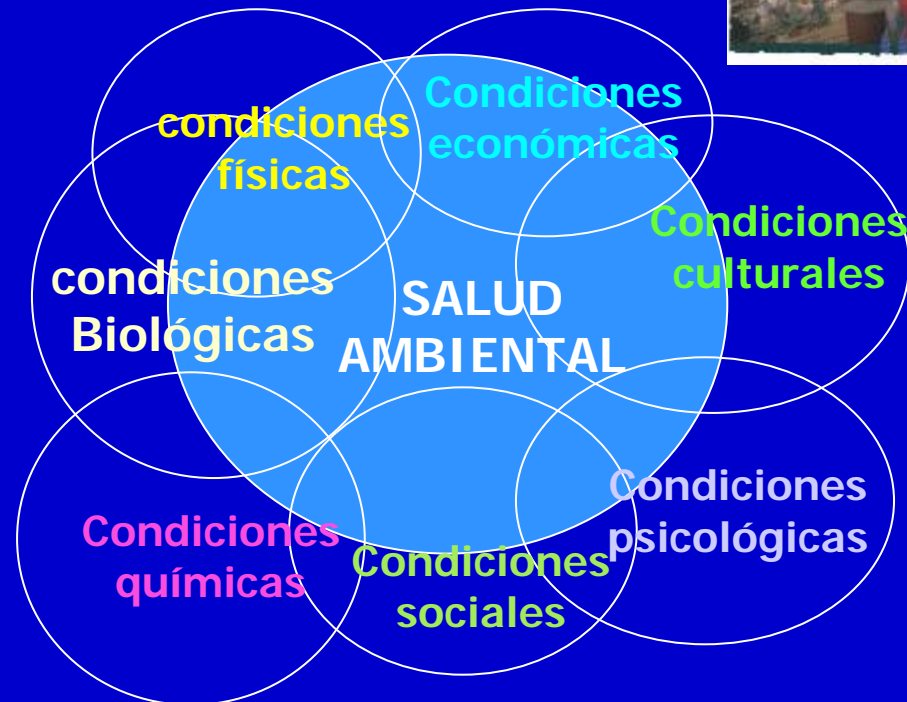 Condiciones
económicas
condiciones
físicas
Condiciones
culturales
condiciones
Biológicas
SALUD
AMBIENTAL
Condiciones
psicológicas
Condiciones
químicas
Condiciones
sociales